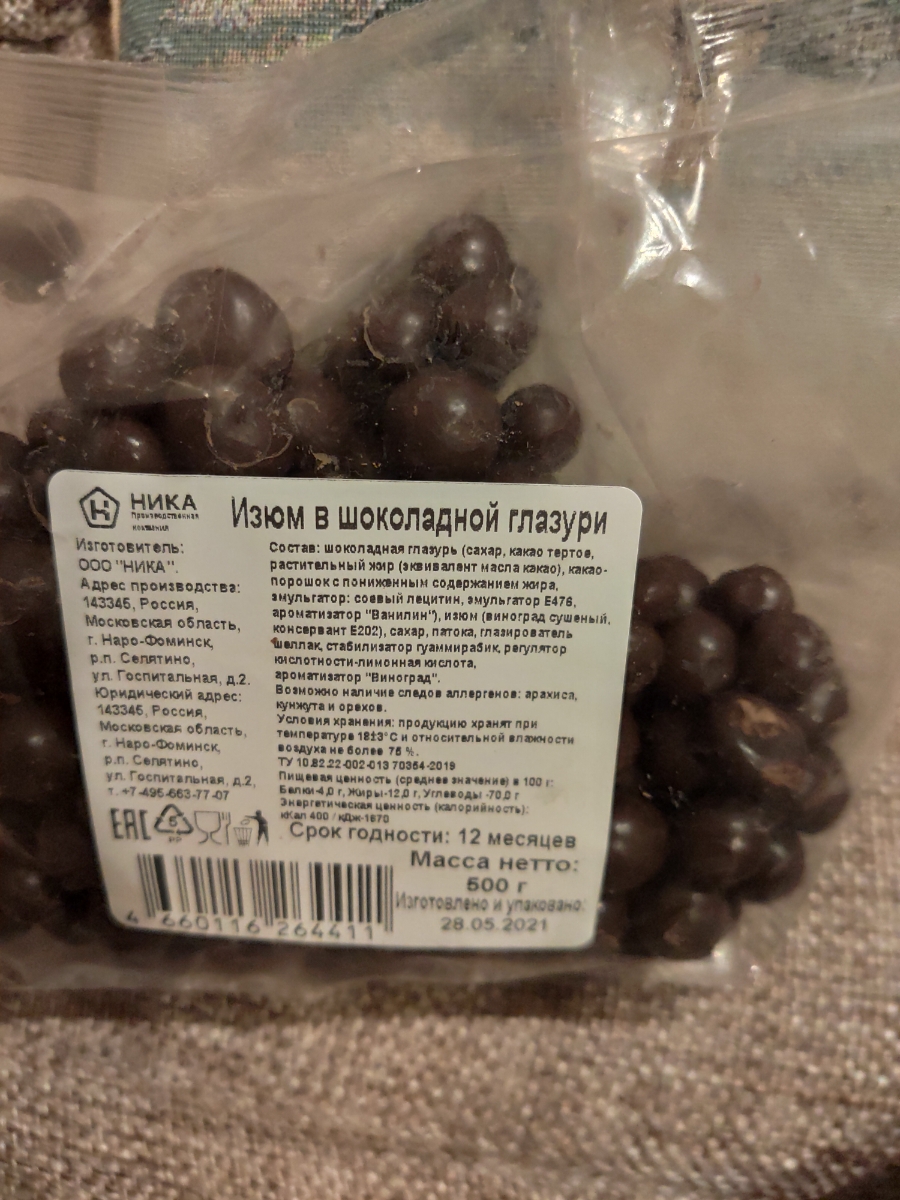 НИКА
Производственная
компания
Изюм в шоколадной глазури
Изготовитель:
ООО "НИКА".
Адрес производства:
143345, Россия,
Московская область,
г. Наро-Фоминск,
р.п. Селятино,
ул. Госпитальная, д.2.
Юридический адрес:
143345, Россия,
Московская область,
г. Наро-Фоминск,
р.п. Селятино,
ул. Госпитальная, д.2,
т. +7-495-663-77-07
Состав: шоколадная глазурь (сахар, какао тертое,
растительный жир (эквивалент масла какао), какао-
порошок с пониженным содержанием жира,
эмульгатор: соевый лецитин, эмульгатор Е476,
ароматизатор "Ванилин"), изюм (виноград сушеный,
консервант Е202), сахар, патока, глазирователь
шеллак, стабилизатор гуаммирабик, регулятор
кислотности-лимонная кислота,
ароматизатор "Виноград".
Возможно наличие следов аллергенов: арахиса,
кунжута и орехов.
Условия хранения: продукцию хранят при
температуре 18±3°С и относительной влажности
воздуха не более 75 %.
ТУ 10.82.22-002-013 70354-2019
Пищевая ценность (среднее значение) в 100 г:
Белки-4,0 г, Жиры-12,0 г, Углеводы -70,0 г
Энергетическая ценность (калорийность):
кКал 400 / кДж-1670
Срок годности: 12 месяцев
Масса нетто:
500 г
Изготовлено и упаковано:
28.05.2021
EAC
5
PP
4 660116 264411